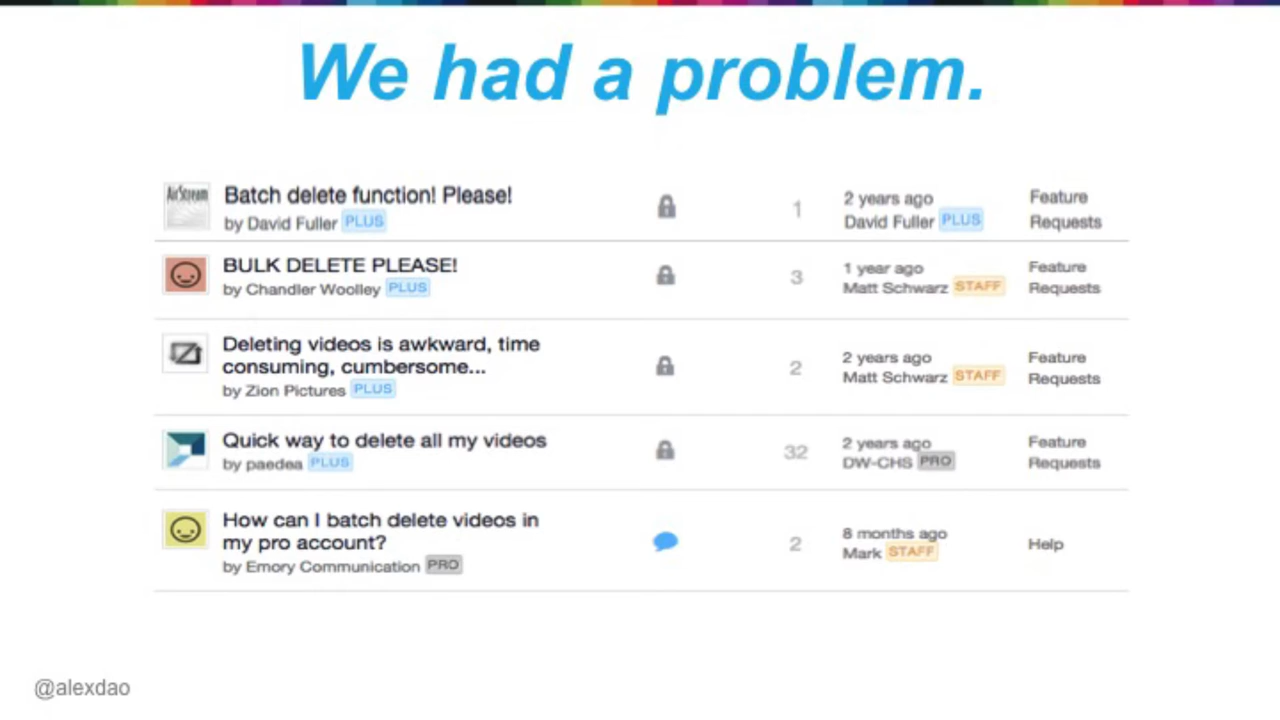 We had a problem.
AirStream
Batch delete function! Please!
by David Fuller PLUS
1
2 years ago
David Fuller PLUS
Feature
Requests
BULK DELETE PLEASE!
by Chandler Woolley PLUS
3
1 year ago
Matt Schwarz STAFF
Feature
Requests
Deleting videos is awkward, time
consuming, cumbersome...
by Zion Pictures PLUS
2
2 years ago
Matt Schwarz STAFF
Feature
Requests
Quick way to delete all my videos
by paedea PLUS
32
2 years ago
DW-CHS PRO
Feature
Requests
How can I batch delete videos in
my pro account?
by Emory Communication PRO
2
8 months ago
Mark STAFF
Help
@alexdao